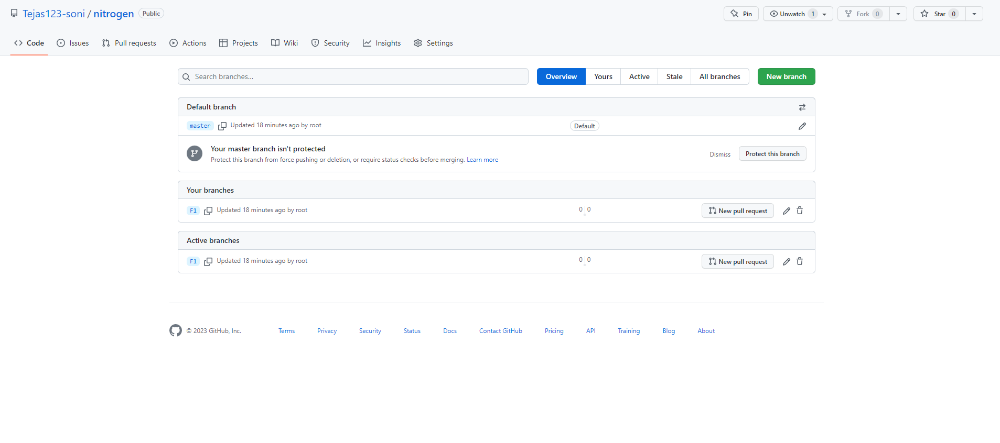 Tejas123-soni / nitrogen Public
Pin Unwatch 1 Fork 0 Star 0
Code Issues Pull requests Actions Projects Wiki Security Insights Settings
Search branches... Overview Yours Active Stale All branches New branch
Default branch
master Updated 18 minutes ago by root Default
Your master branch isn't protected
Protect this branch from force pushing or deletion, or require status checks before merging. Learn more
Dismiss Protect this branch
Your branches
F1 Updated 18 minutes ago by root 0 0 New pull request
Active branches
F1 Updated 18 minutes ago by root 0 0 New pull request
© 2023 GitHub, Inc. Terms Privacy Security Status Docs Contact GitHub Pricing API Training Blog About